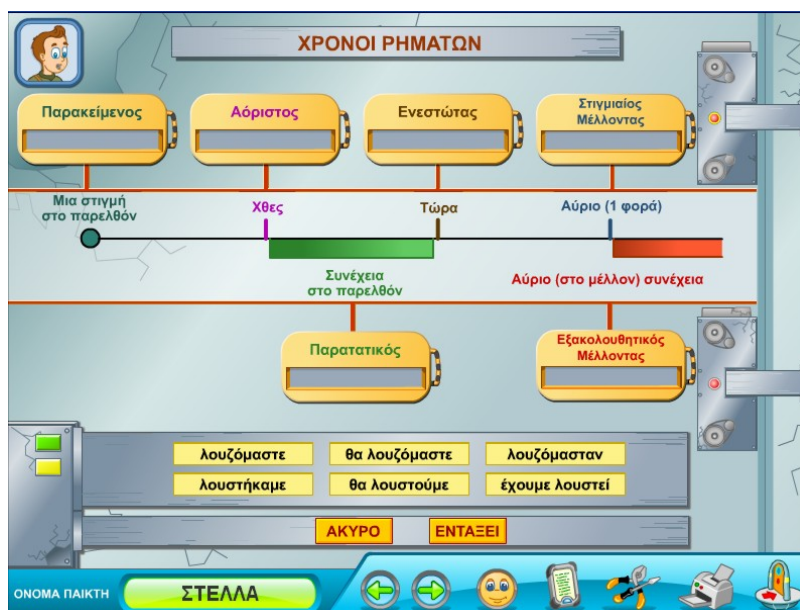 ΧΡΟΝΟΙ ΡΗΜΑΤΩΝ
Παρακείμενος
Αόριστος
Ενεστώτας
Στιγμιαίος
Μέλλοντας
Μια στιγμή
στο παρελθόν
Χθες
Τώρα
Αύριο (1 φορά)
Συνέχεια
στο παρελθόν
Αύριο (στο μέλλον) συνέχεια
Παρατατικός
Εξακολουθητικός
Μέλλοντας
λουζόμαστε
θα λουζόμαστε
λουζόμασταν
λουστήκαμε
θα λουστούμε
έχουμε λουστεί
ΑΚΥΡΟ
ΕΝΤΑΞΕΙ
ΟΝΟΜΑ ΠΑΙΚΤΗ
ΣΤΕΛΛΑ